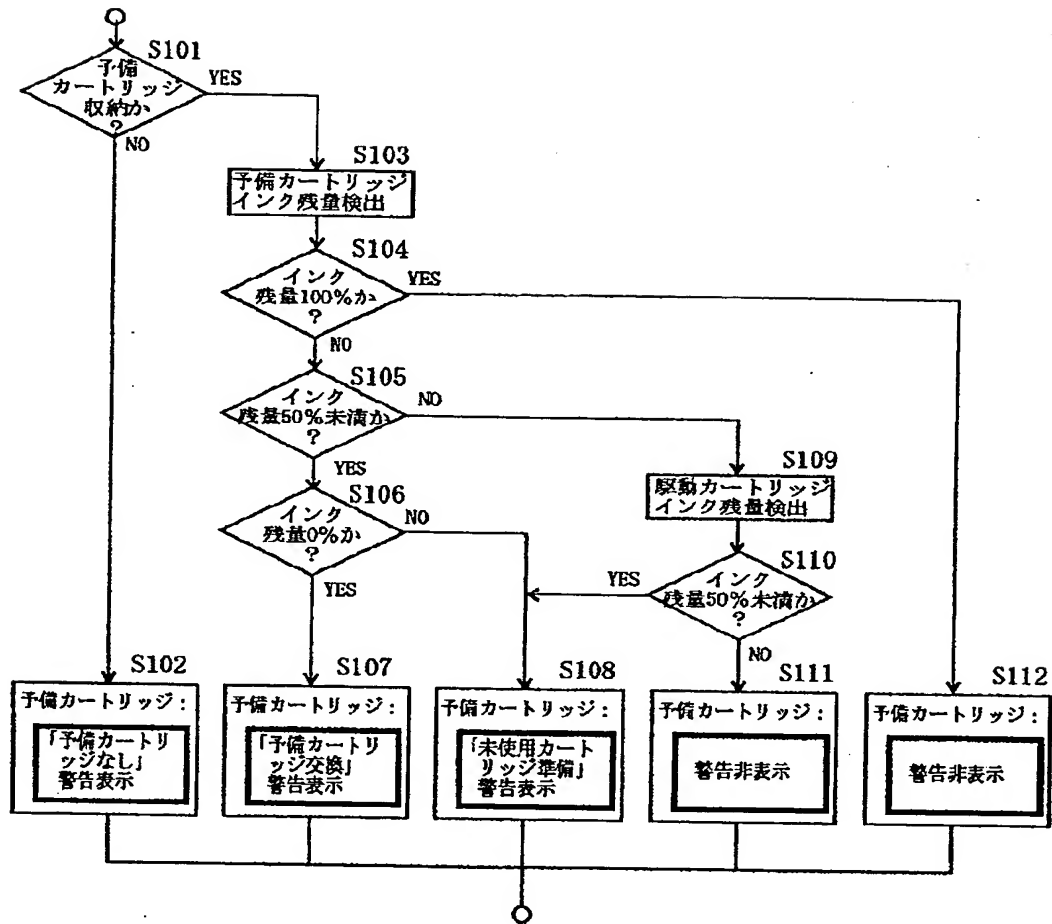 S101
予備
カートリッジ
収納か
?
YES
NO
S103
予備カートリッジ
インク残量検出
S104
インク
残量100%か
?
YES
NO
S105
インク
残量50%未満か
?
NO
YES
S106
インク
残量0%か
?
NO
YES
S109
駆動カートリッジ
インク残量検出
S110
インク
残量50%未満か
?
YES
NO
S102
予備カートリッジ:
「予備カートリ
ッジなし」
警告表示
S107
予備カートリッジ:
「予備カートリ
ッジ交換」
警告表示
S108
予備カートリッジ:
「未使用カート
リッジ準備」
警告表示
S111
予備カートリッジ:
警告非表示
S112
予備カートリッジ:
警告非表示